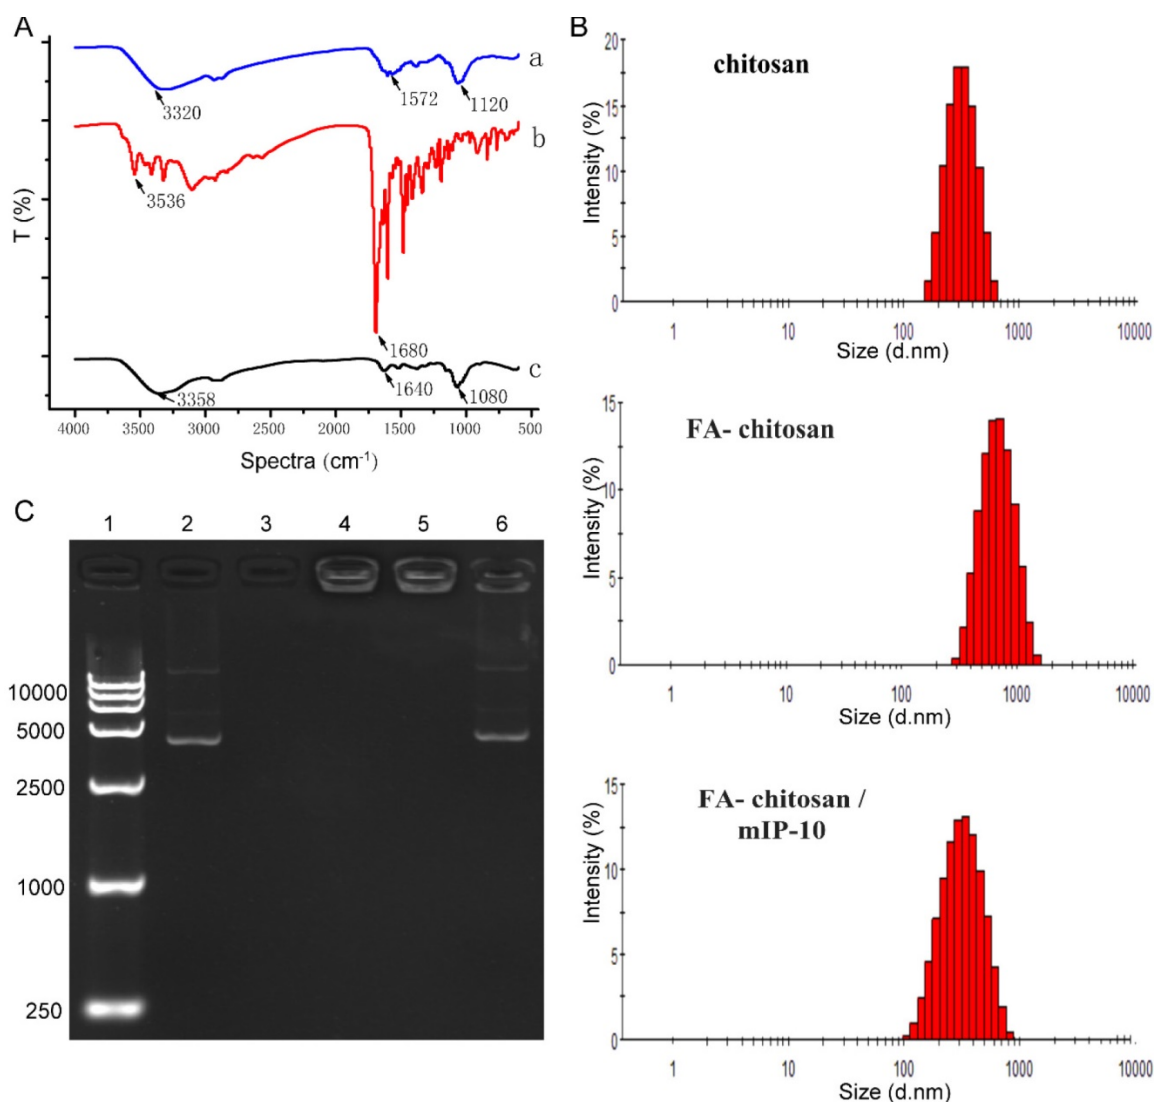 A
a
3320
1572
1120
b
3536
T (%)
1680
c
3358
1640
1080
4000 3500 3000 2500 2000 1500 1000 500
Spectra (cm⁻¹)
B
chitosan
Intensity (%)
20
15
10
5
0
1 10 100 1000 10000
Size (d.nm)
FA- chitosan
Intensity (%)
15
10
5
0
1 10 100 1000 10000
Size (d.nm)
FA- chitosan /
mIP-10
Intensity (%)
15
10
5
0
1 10 100 1000 10000
Size (d.nm)
C
1 2 3 4 5 6
10000
5000
2500
1000
250